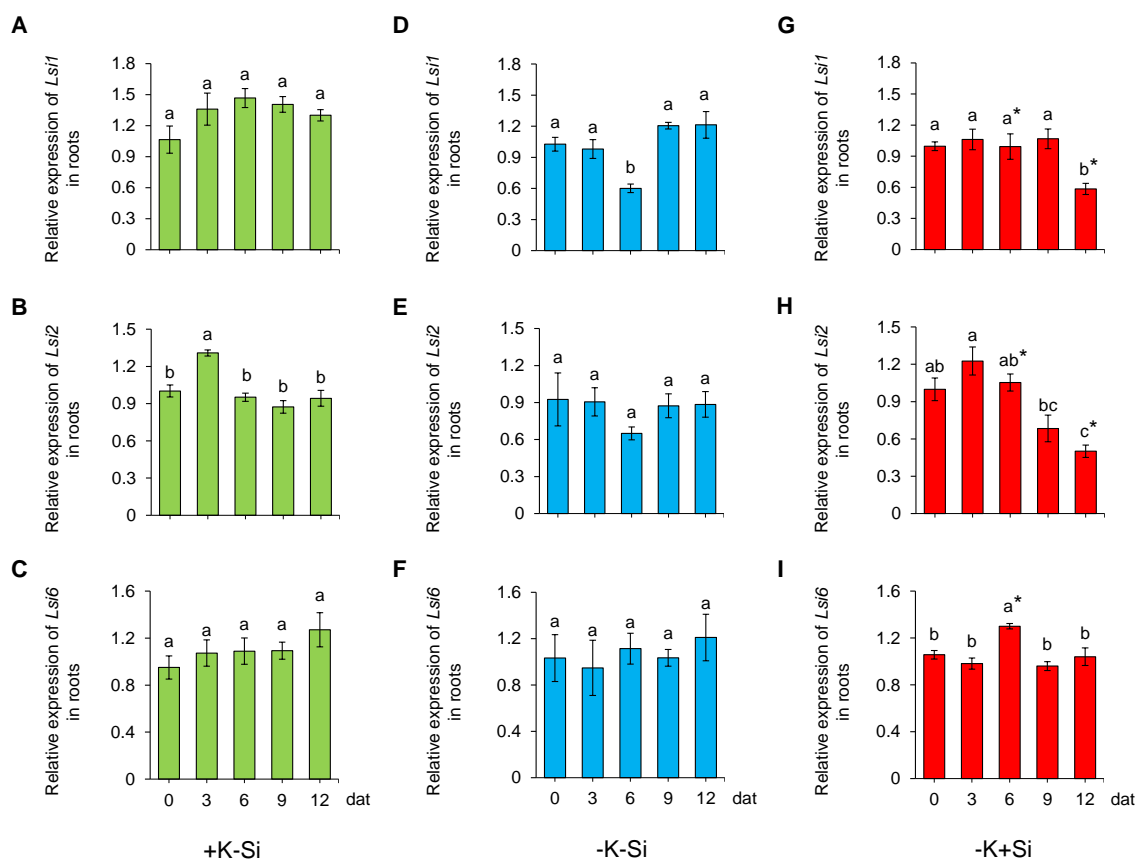 A
Relative expression of Lsi1
in roots
1.8
1.5
1.2
0.9
0.6
0.3
0
a
a
a
a
a
D
Relative expression of Lsi1
in roots
1.8
1.5
1.2
0.9
0.6
0.3
0
a
a
b
a
a
G
Relative expression of Lsi1
in roots
1.8
1.5
1.2
0.9
0.6
0.3
0
a
a
a*
a
b*
B
Relative expression of Lsi2
in roots
1.5
1.2
0.9
0.6
0.3
0
b
a
b
b
b
E
Relative expression of Lsi2
in roots
1.5
1.2
0.9
0.6
0.3
0
a
a
a
a
a
H
Relative expression of Lsi2
in roots
1.5
1.2
0.9
0.6
0.3
0
ab
a
ab*
bc
c*
C
Relative expression of Lsi6
in roots
1.6
1.2
0.8
0.4
0
a
a
a
a
a
0 3 6 9 12 dat
+K-Si
F
Relative expression of Lsi6
in roots
1.6
1.2
0.8
0.4
0
a
a
a
a
a
0 3 6 9 12 dat
-K-Si
I
Relative expression of Lsi6
in roots
1.6
1.2
0.8
0.4
0
b
b
a*
b
b
0 3 6 9 12 dat
-K+Si